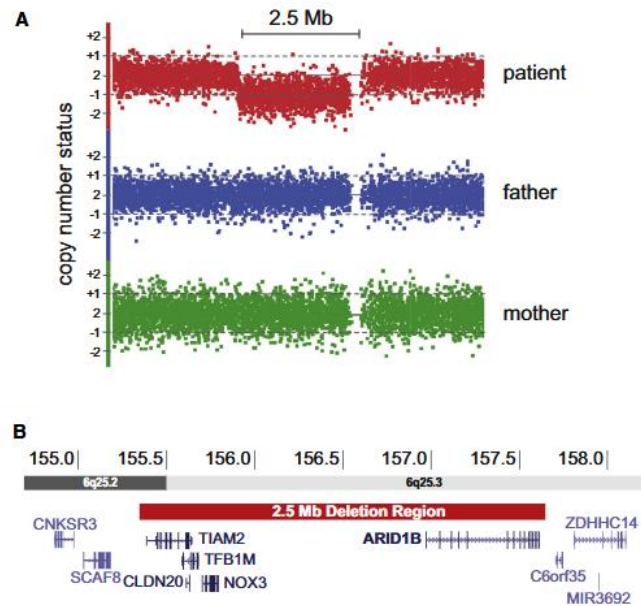 A
2.5 Mb
copy number status
+2
+1
2
-1
-2
patient
+2
+1
2
-1
-2
father
+2
+1
2
-1
-2
mother
B
155.0 155.5 156.0 156.5 157.0 157.5 158.0
6q25.2 6q25.3
2.5 Mb Deletion Region
CNKSR3 TIAM2 ARID1B ZDHHC14
SCAF8 TFB1M C6orf35
CLDN20 NOX3 MIR3692